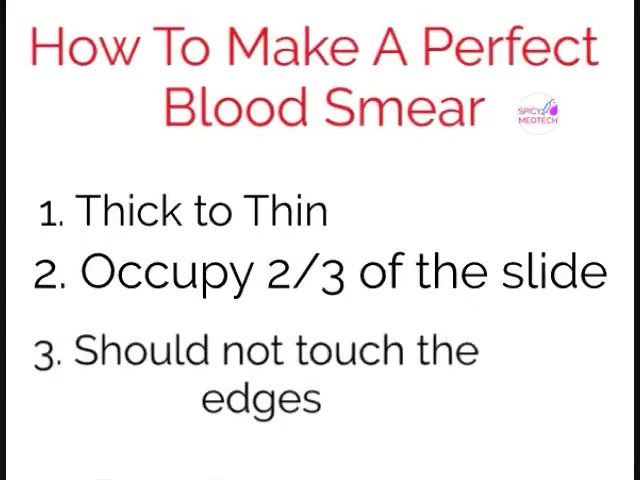 How To Make A Perfect
Blood Smear
SPICY
MEDTECH
1. Thick to Thin
2. Occupy 2/3 of the slide
3. Should not touch the
edges